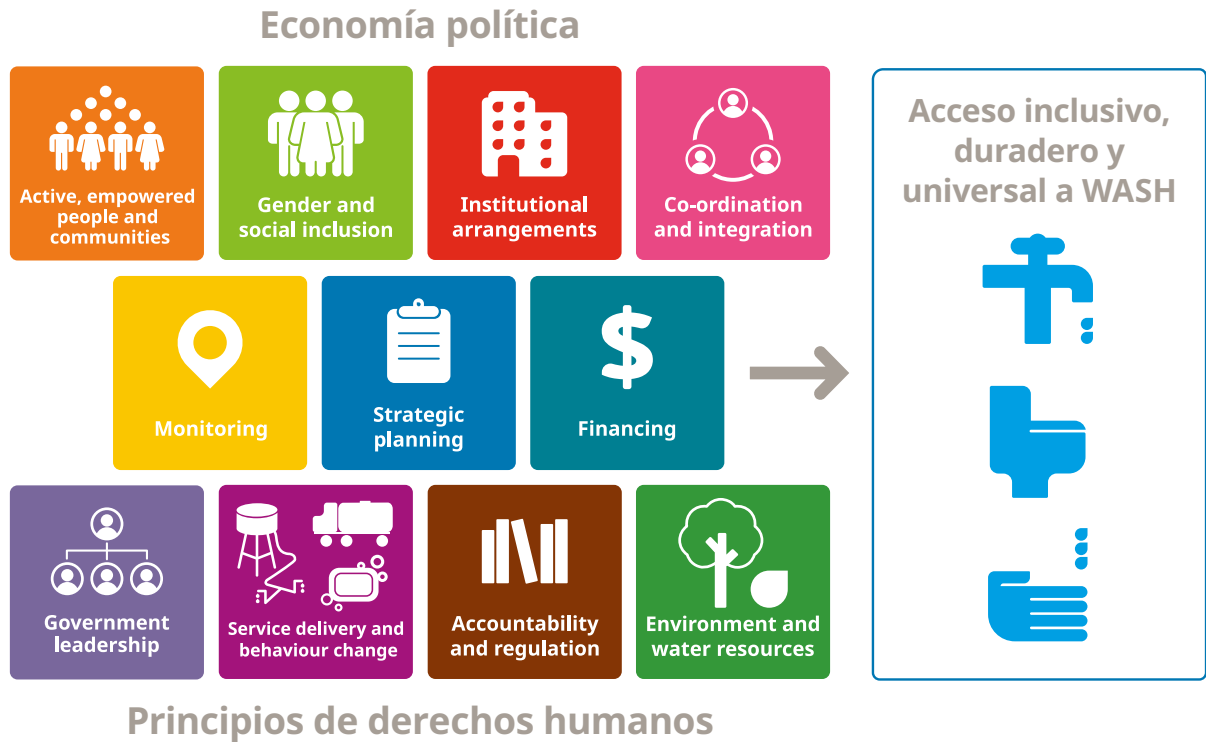 Economía política
Active, empowered
people and
communities
Gender and
social inclusion
Institutional
arrangements
Co-ordination
and integration
Acceso inclusivo,
duradero y
universal a WASH
Monitoring
Strategic
planning
$
Financing
Government
leadership
Service delivery and
behaviour change
Accountability
and regulation
Environment and
water resources
Principios de derechos humanos